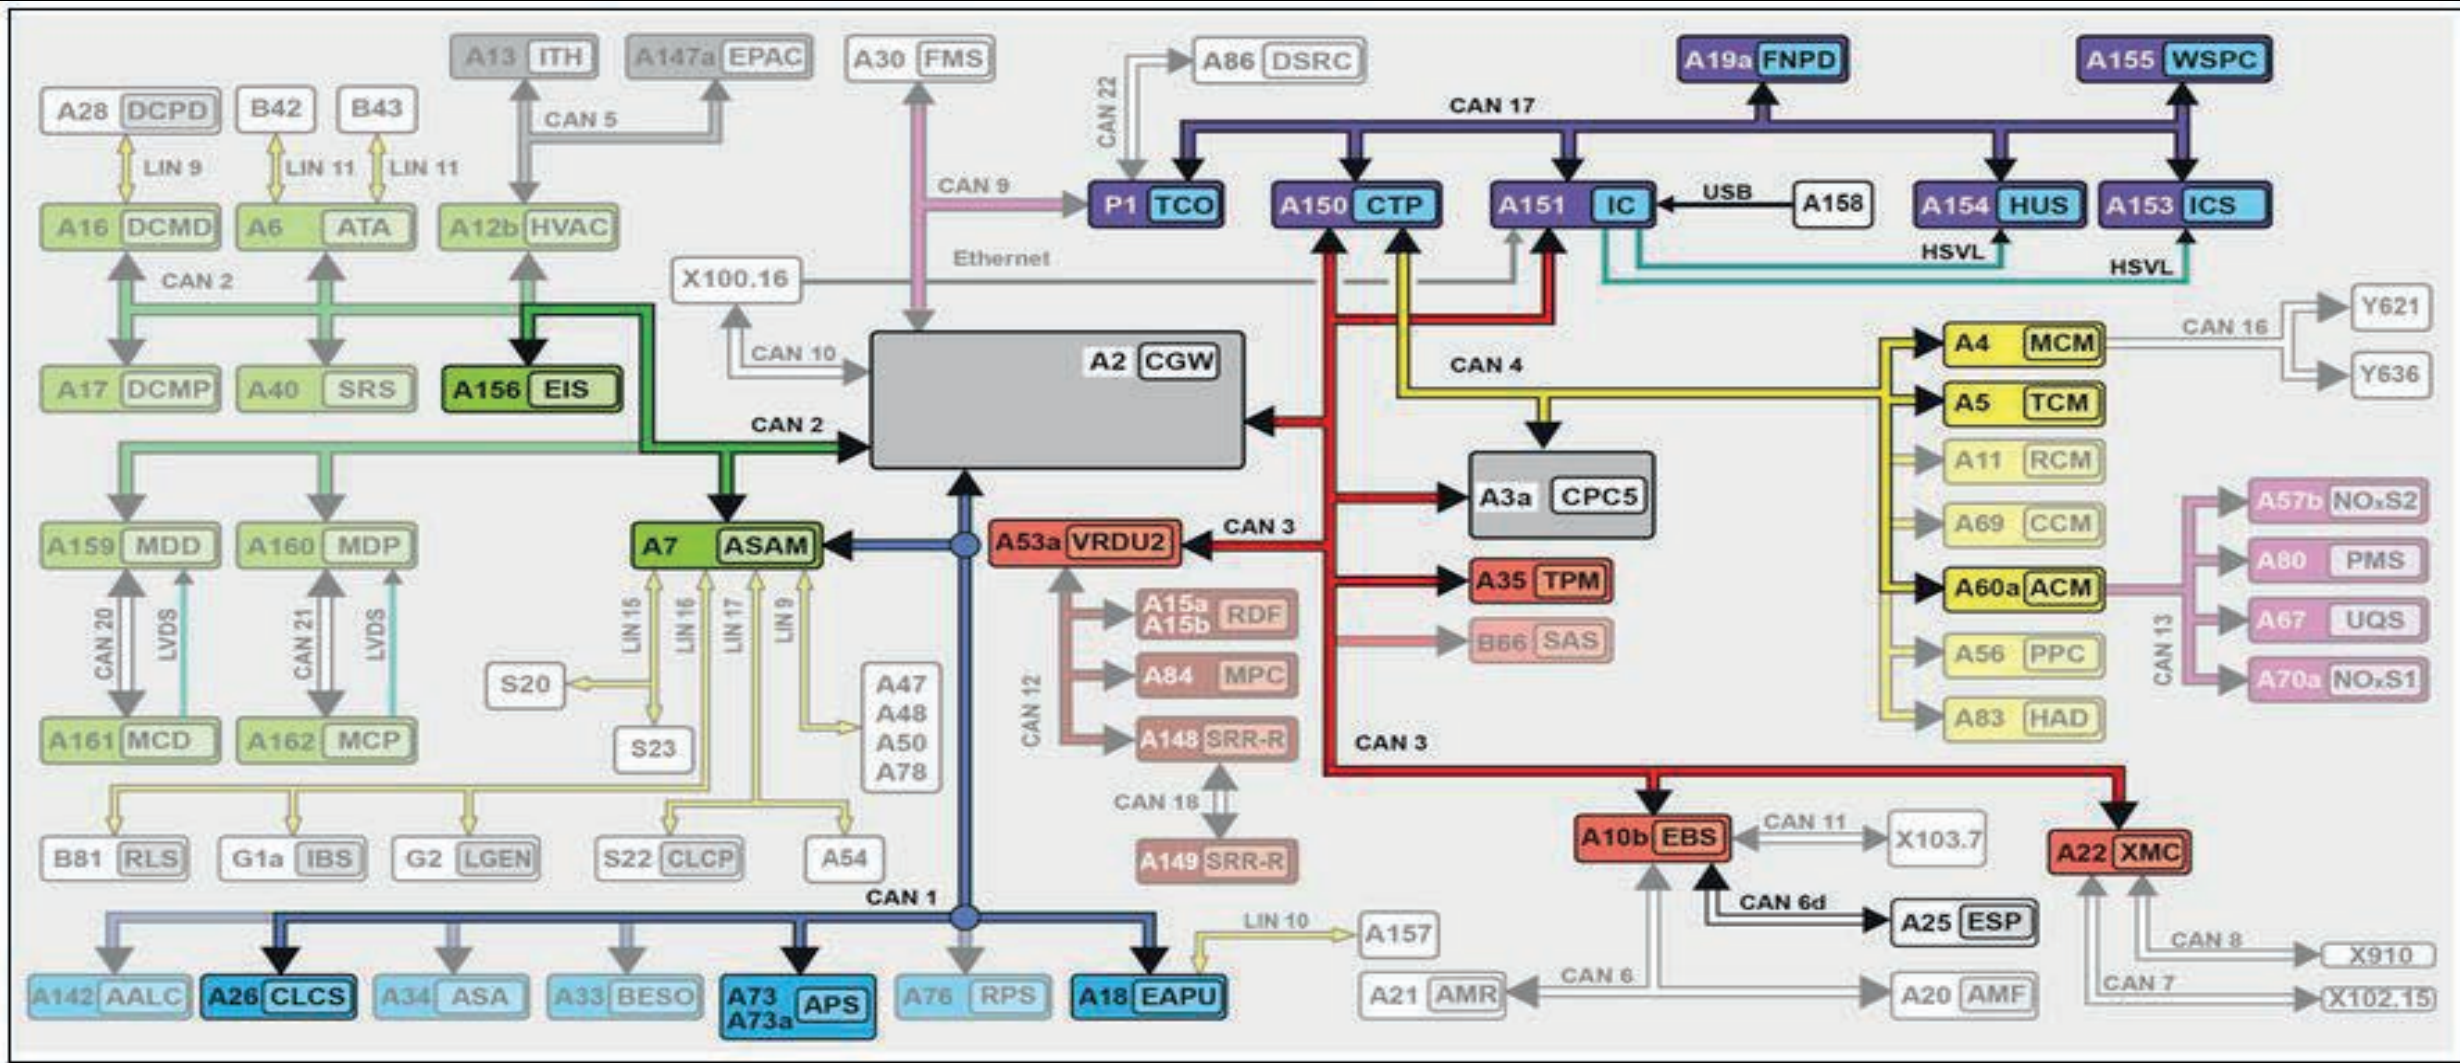 A13 ITH
A147a EPAC
A30 FMS
A86 DSRC
A19a FNPD
A155 WSPC
A28 DCPD
B42
B43
CAN 5
CAN 22
CAN 17
LIN 9
LIN 11
LIN 11
CAN 9
P1 TCO
A150 CTP
A151 IC
USB
A158
A154 HUS
A153 ICS
A16 DCMD
A6 ATA
A12b HVAC
CAN 2
X100.16
Ethernet
HSVL
HSVL
CAN 10
A2 CGW
CAN 4
A4 MCM
CAN 16
Y621
Y636
A17 DCMP
A40 SRS
A156 EIS
CAN 2
A5 TCM
A11 RCM
A3a CPC5
A69 CCM
A60a ACM
A56 PPC
A83 HAD
CAN 13
A57b NOxS2
A80 PMS
A67 UQS
A70a NOxS1
A159 MDD
A160 MDP
A7 ASAM
A53a VRDU2
CAN 3
A35 TPM
B66 SAS
CAN 20
LVDS
CAN 21
LVDS
LIN 15
LIN 16
LIN 17
LIN 9
A15a
A15b RDF
A84 MPC
CAN 12
A148 SRR-R
S20
S23
A47
A48
A50
A78
A161 MCD
A162 MCP
CAN 3
CAN 18
A149 SRR-R
B81 RLS
G1a IBS
G2 LGEN
S22 CLCP
A54
A10b EBS
CAN 11
X103.7
A22 XMC
CAN 1
CAN 6d
A25 ESP
LIN 10
A157
CAN 6
A21 AMR
A20 AMF
CAN 8
X910
CAN 7
X102.15
A142 AALC
A26 CLCS
A34 ASA
A33 BESO
A73
A73a APS
A76 RPS
A18 EAPU